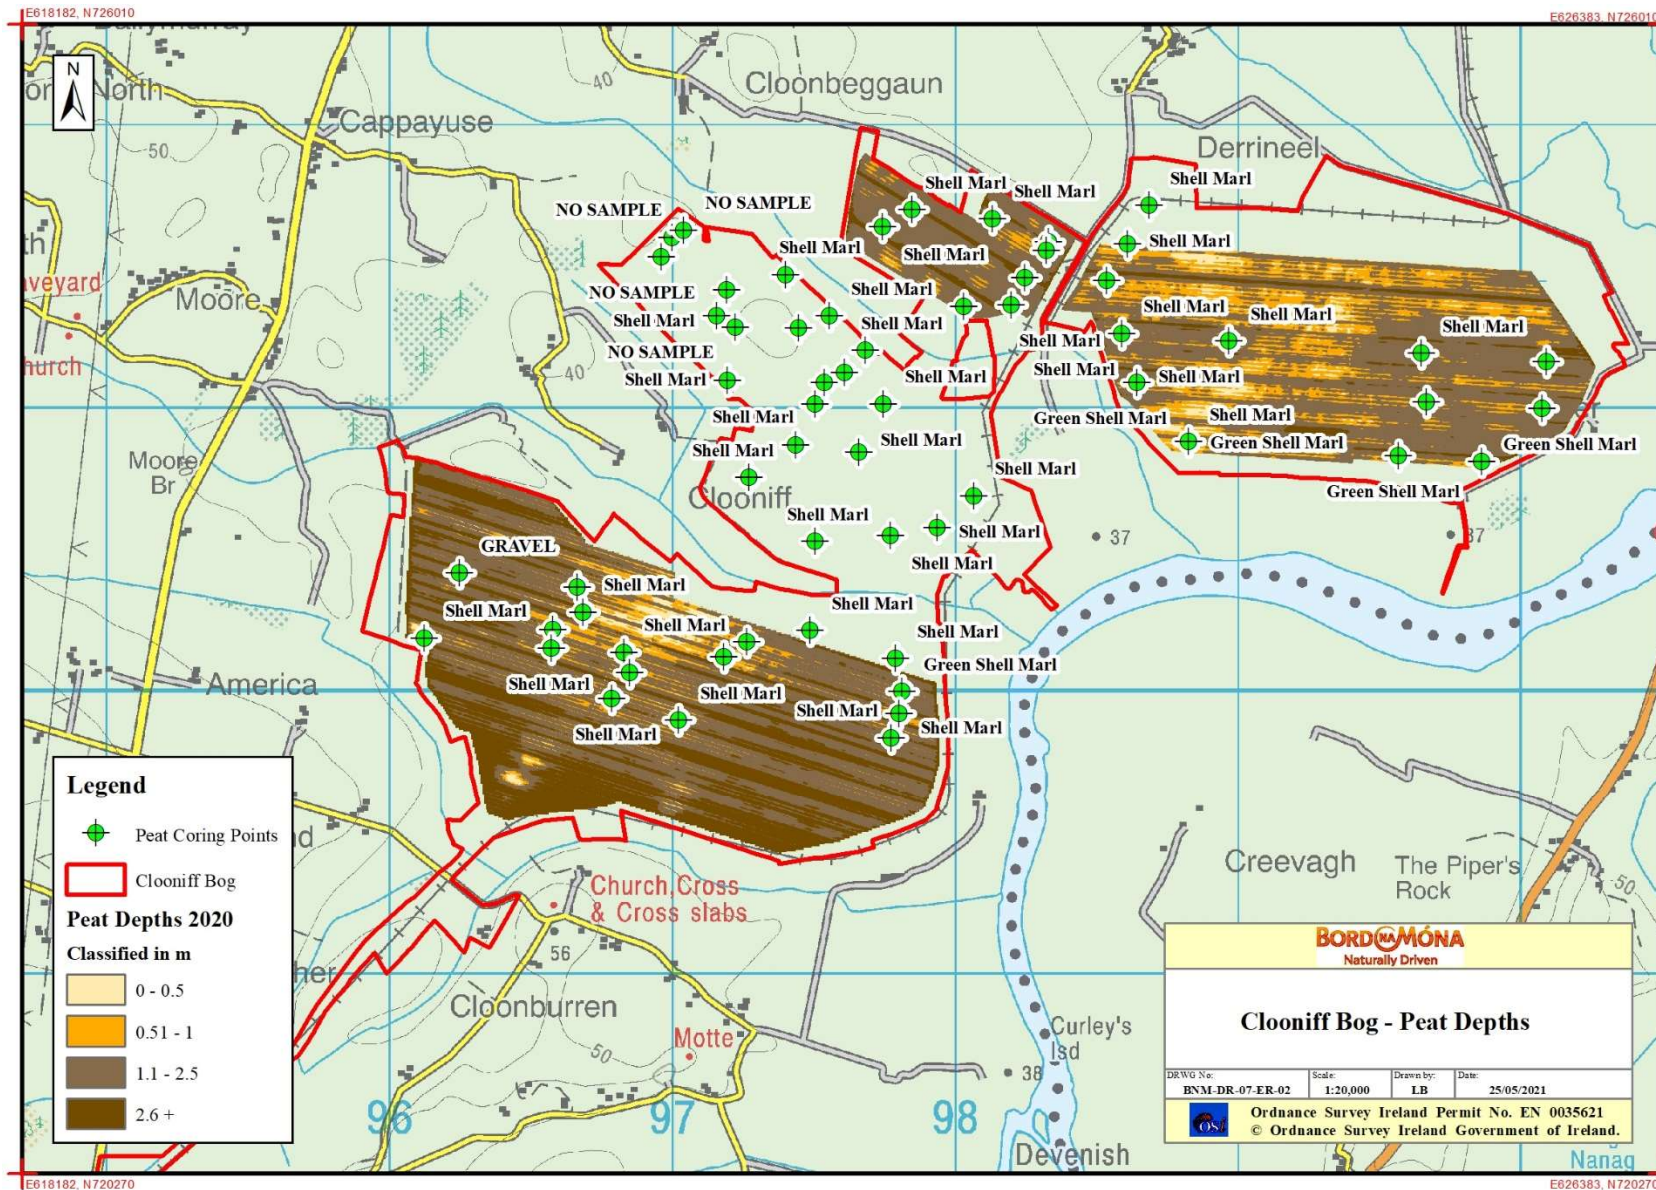 E618182, N726010
E626383, N726010
Ballymurray
N
North
Cappayuse
50
40
Cloonbeggaun
Derrineel
Shell Marl
Shell Marl
Shell Marl
NO SAMPLE
NO SAMPLE
Shell Marl
Shell Marl
Shell Marl
Moore
NO SAMPLE
Shell Marl
Shell Marl
Shell Marl
Shell Marl
Shell Marl
Shell Marl
Shell Marl
NO SAMPLE
Shell Marl
Shell Marl
Shell Marl
Shell Marl
40
Shell Marl
Green Shell Marl
Shell Marl
Green Shell Marl
Green Shell Marl
Shell Marl
Shell Marl
Moore
Br
Shell Marl
Green Shell Marl
Clooniff
Shell Marl
Shell Marl
37
37
GRAVEL
Shell Marl
Shell Marl
Shell Marl
Shell Marl
Shell Marl
Shell Marl
Green Shell Marl
America
Shell Marl
Shell Marl
Shell Marl
Shell Marl
Shell Marl
Legend
Peat Coring Points
Clooniff Bog
Peat Depths 2020
Classified in m
0 - 0.5
0.51 - 1
1.1 - 2.5
2.6 +
Church, Cross
& Cross slabs
56
Cloonburren
50
Motte
Creevagh
The Piper's
Rock
50
Curley's
Isd
38
96
97
98
Devenish
BORD NA MÓNA
Naturally Driven
Clooniff Bog - Peat Depths
DRWG No:
BNM-DR-07-ER-02
Scale:
1:20,000
Drawn by:
LB
Date:
25/05/2021
OSi
Ordnance Survey Ireland Permit No. EN 0035621
© Ordnance Survey Ireland Government of Ireland.
Nanag
E618182, N720270
E626383, N720270